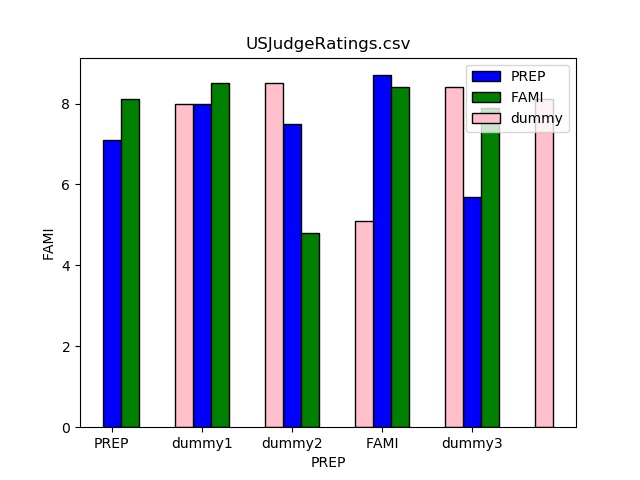 USJudgeRatings.csv
PREP
FAMI
dummy
8
6
4
2
0
FAMI
PREP dummy1 dummy2 FAMI dummy3
PREP